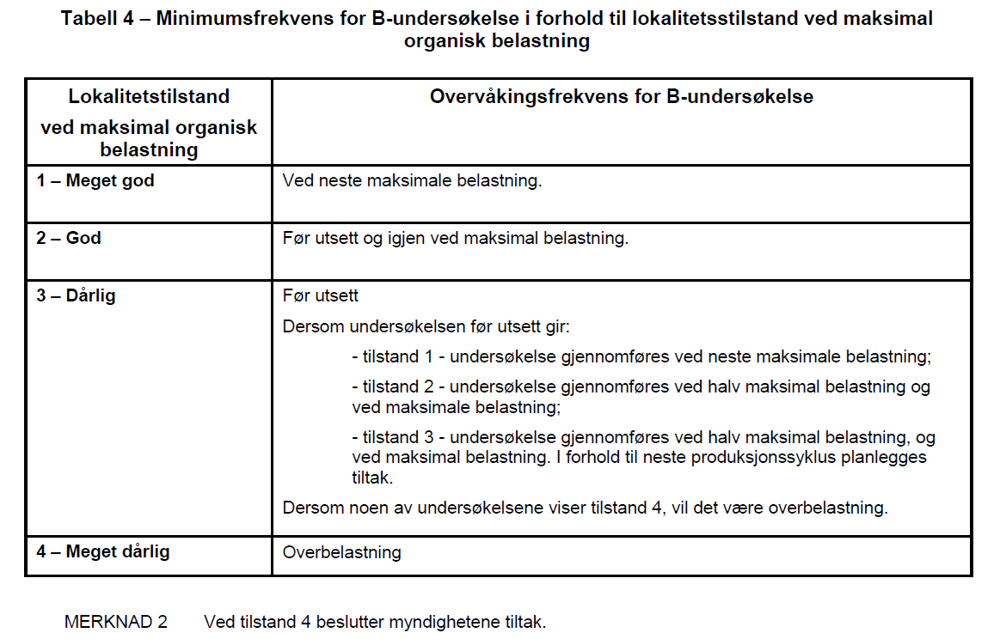 Tabell 4 – Minimumsfrekvens for B-undersøkelse i forhold til lokalitetsstilstand ved maksimal
organisk belastning
Lokalitetstilstand
ved maksimal organisk
belastning
Overvåkingsfrekvens for B-undersøkelse
1 – Meget god
Ved neste maksimale belastning.
2 – God
Før utsett og igjen ved maksimal belastning.
3 – Dårlig
Før utsett
Dersom undersøkelsen før utsett gir:
- tilstand 1 - undersøkelse gjennomføres ved neste maksimale belastning;
- tilstand 2 - undersøkelse gjennomføres ved halv maksimal belastning og
ved maksimale belastning;
- tilstand 3 - undersøkelse gjennomføres ved halv maksimal belastning, og
ved maksimal belastning. I forhold til neste produksjonssyklus planlegges
tiltak.
Dersom noen av undersøkelsene viser tilstand 4, vil det være overbelastning.
4 – Meget dårlig
Overbelastning
MERKNAD 2 Ved tilstand 4 beslutter myndighetene tiltak.